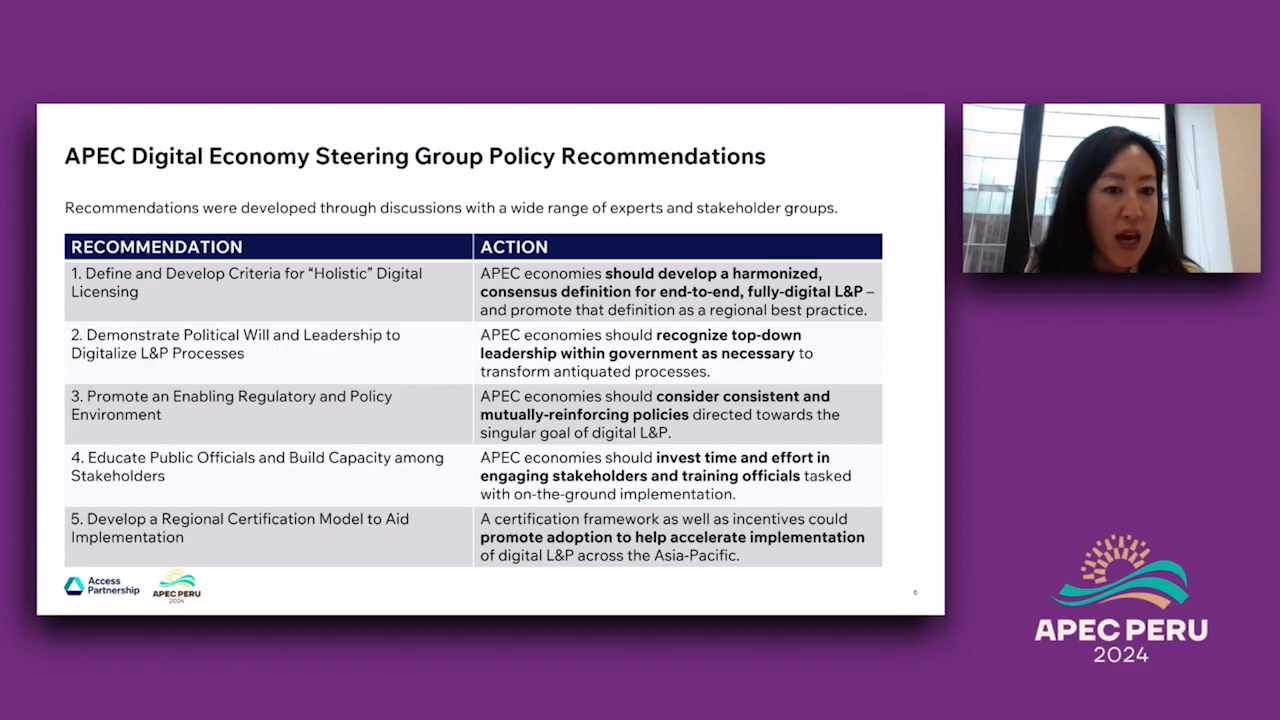 APEC Digital Economy Steering Group Policy Recommendations
Recommendations were developed through discussions with a wide range of experts and stakeholder groups.
RECOMMENDATION
ACTION
1. Define and Develop Criteria for “Holistic” Digital
Licensing
APEC economies should develop a harmonized,
consensus definition for end-to-end, fully-digital L&P –
and promote that definition as a regional best practice.
2. Demonstrate Political Will and Leadership to
Digitalize L&P Processes
APEC economies should recognize top-down
leadership within government as necessary to
transform antiquated processes.
3. Promote an Enabling Regulatory and Policy
Environment
APEC economies should consider consistent and
mutually-reinforcing policies directed towards the
singular goal of digital L&P.
4. Educate Public Officials and Build Capacity among
Stakeholders
APEC economies should invest time and effort in
engaging stakeholders and training officials tasked
with on-the-ground implementation.
5. Develop a Regional Certification Model to Aid
Implementation
A certification framework as well as incentives could
promote adoption to help accelerate implementation
of digital L&P across the Asia-Pacific.
Access
Partnership
APEC PERU
2024
6
APEC PERU
2024